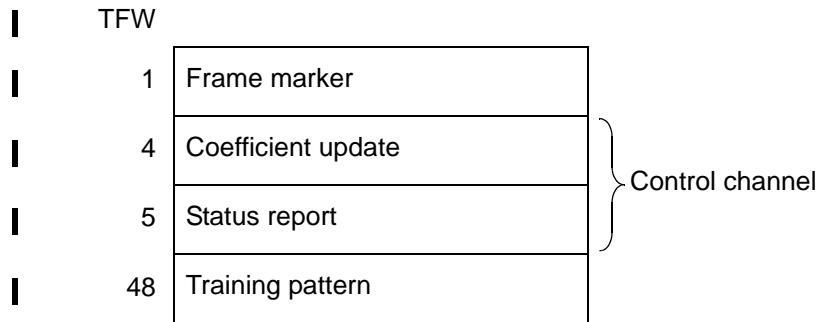 TFW
1 Frame marker
4 Coefficient update
Control channel
5 Status report
48 Training pattern